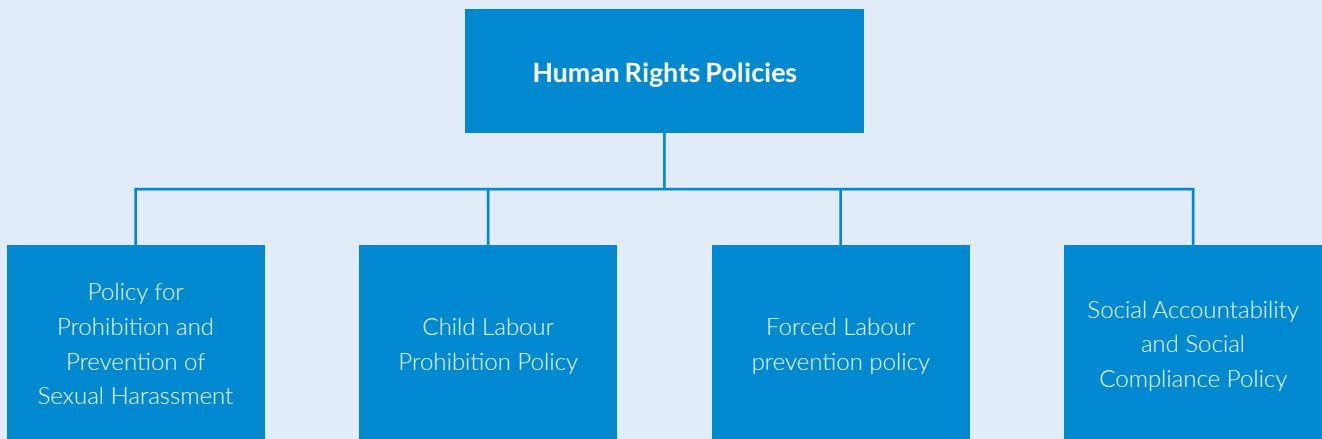 Human Rights Policies
Policy for
Prohibition and
Prevention of
Sexual Harassment
Child Labour
Prohibition Policy
Forced Labour
prevention policy
Social Accountability
and Social
Compliance Policy